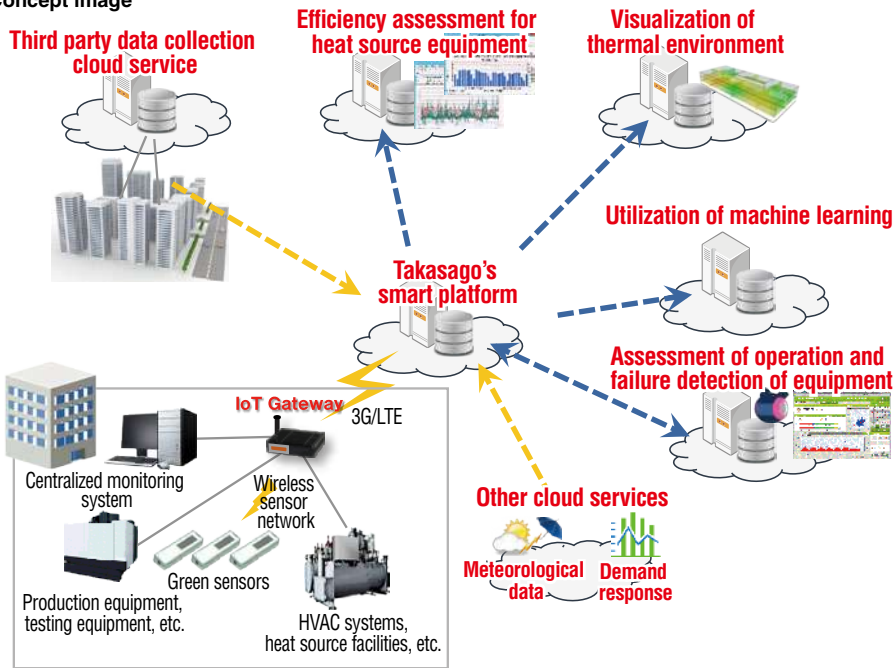 Concept image
Third party data collection
cloud service
Efficiency assessment for
heat source equipment
Visualization of
thermal environment
Utilization of machine learning
Takasago's
smart platform
Assessment of operation and
failure detection of equipment
IoT Gateway
3G/LTE
Centralized monitoring
system
Wireless
sensor
network
Green sensors
Production equipment,
testing equipment, etc.
HVAC systems,
heat source facilities, etc.
Other cloud services
Meteorological
data
Demand
response